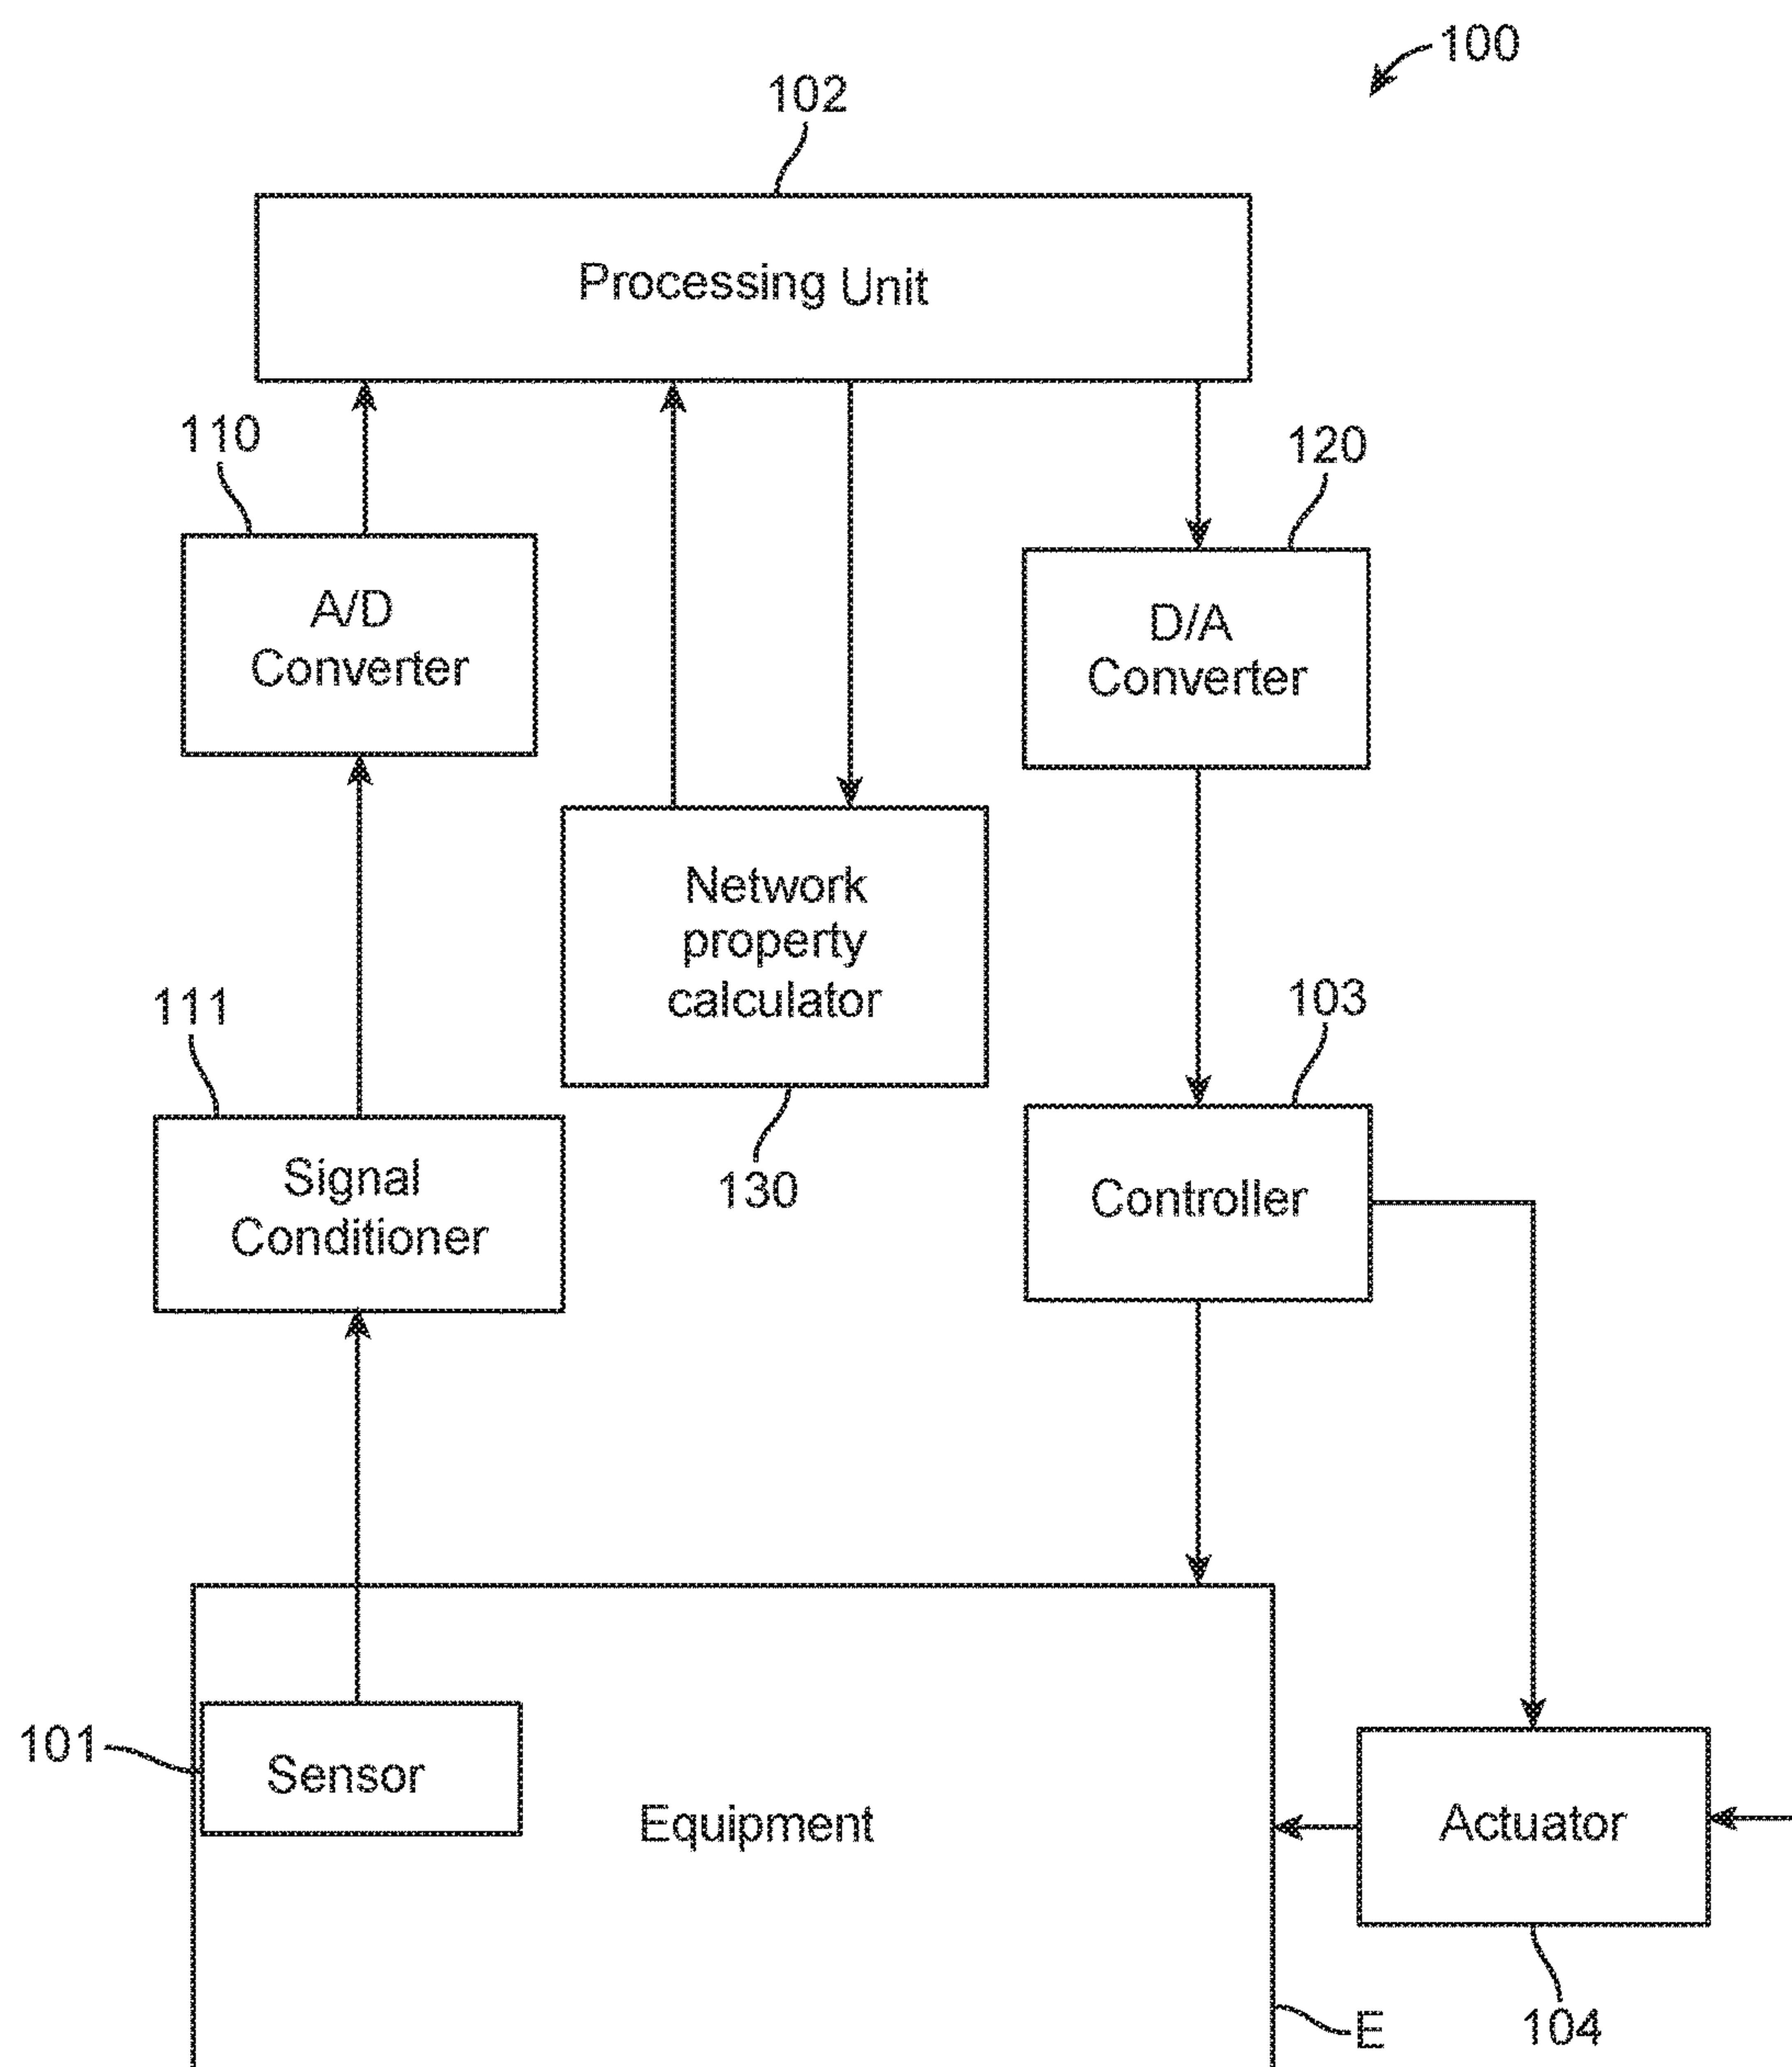 100
102
Processing Unit
110
120
A/D
Converter
D/A
Converter
Network
property
calculator
111
103
Signal
Conditioner
130
Controller
101
Sensor
Equipment
Actuator
E
104